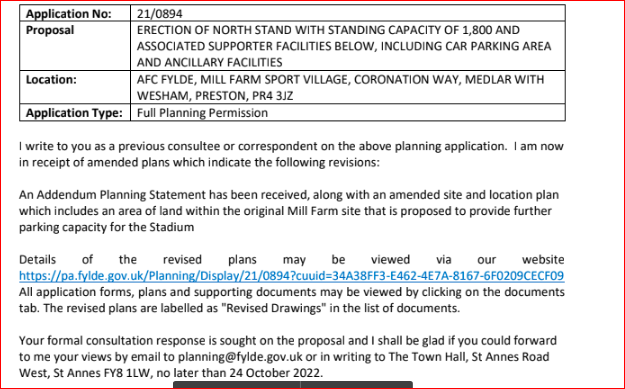 Application No: 21/0894
Proposal ERECTION OF NORTH STAND WITH STANDING CAPACITY OF 1,800 AND
ASSOCIATED SUPPORTER FACILITIES BELOW, INCLUDING CAR PARKING AREA
AND ANCILLARY FACILITIES
Location: AFC FYLDE, MILL FARM SPORT VILLAGE, CORONATION WAY, MEDLAR WITH
WESHAM, PRESTON, PR4 3JZ
Application Type: Full Planning Permission
I write to you as a previous consultee or correspondent on the above planning application. I am now
in receipt of amended plans which indicate the following revisions:
An Addendum Planning Statement has been received, along with an amended site and location plan
which includes an area of land within the original Mill Farm site that is proposed to provide further
parking capacity for the Stadium
Details of the revised plans may be viewed via our website
https://pa.fylde.gov.uk/Planning/Display/21/0894?cuuid=34A38FF3-E462-4E7A-8167-6F0209CECF09
All application forms, plans and supporting documents may be viewed by clicking on the documents
tab. The revised plans are labelled as "Revised Drawings" in the list of documents.
Your formal consultation response is sought on the proposal and I shall be glad if you could forward
to me your views by email to planning@fylde.gov.uk or in writing to The Town Hall, St Annes Road
West, St Annes FY8 1LW, no later than 24 October 2022.